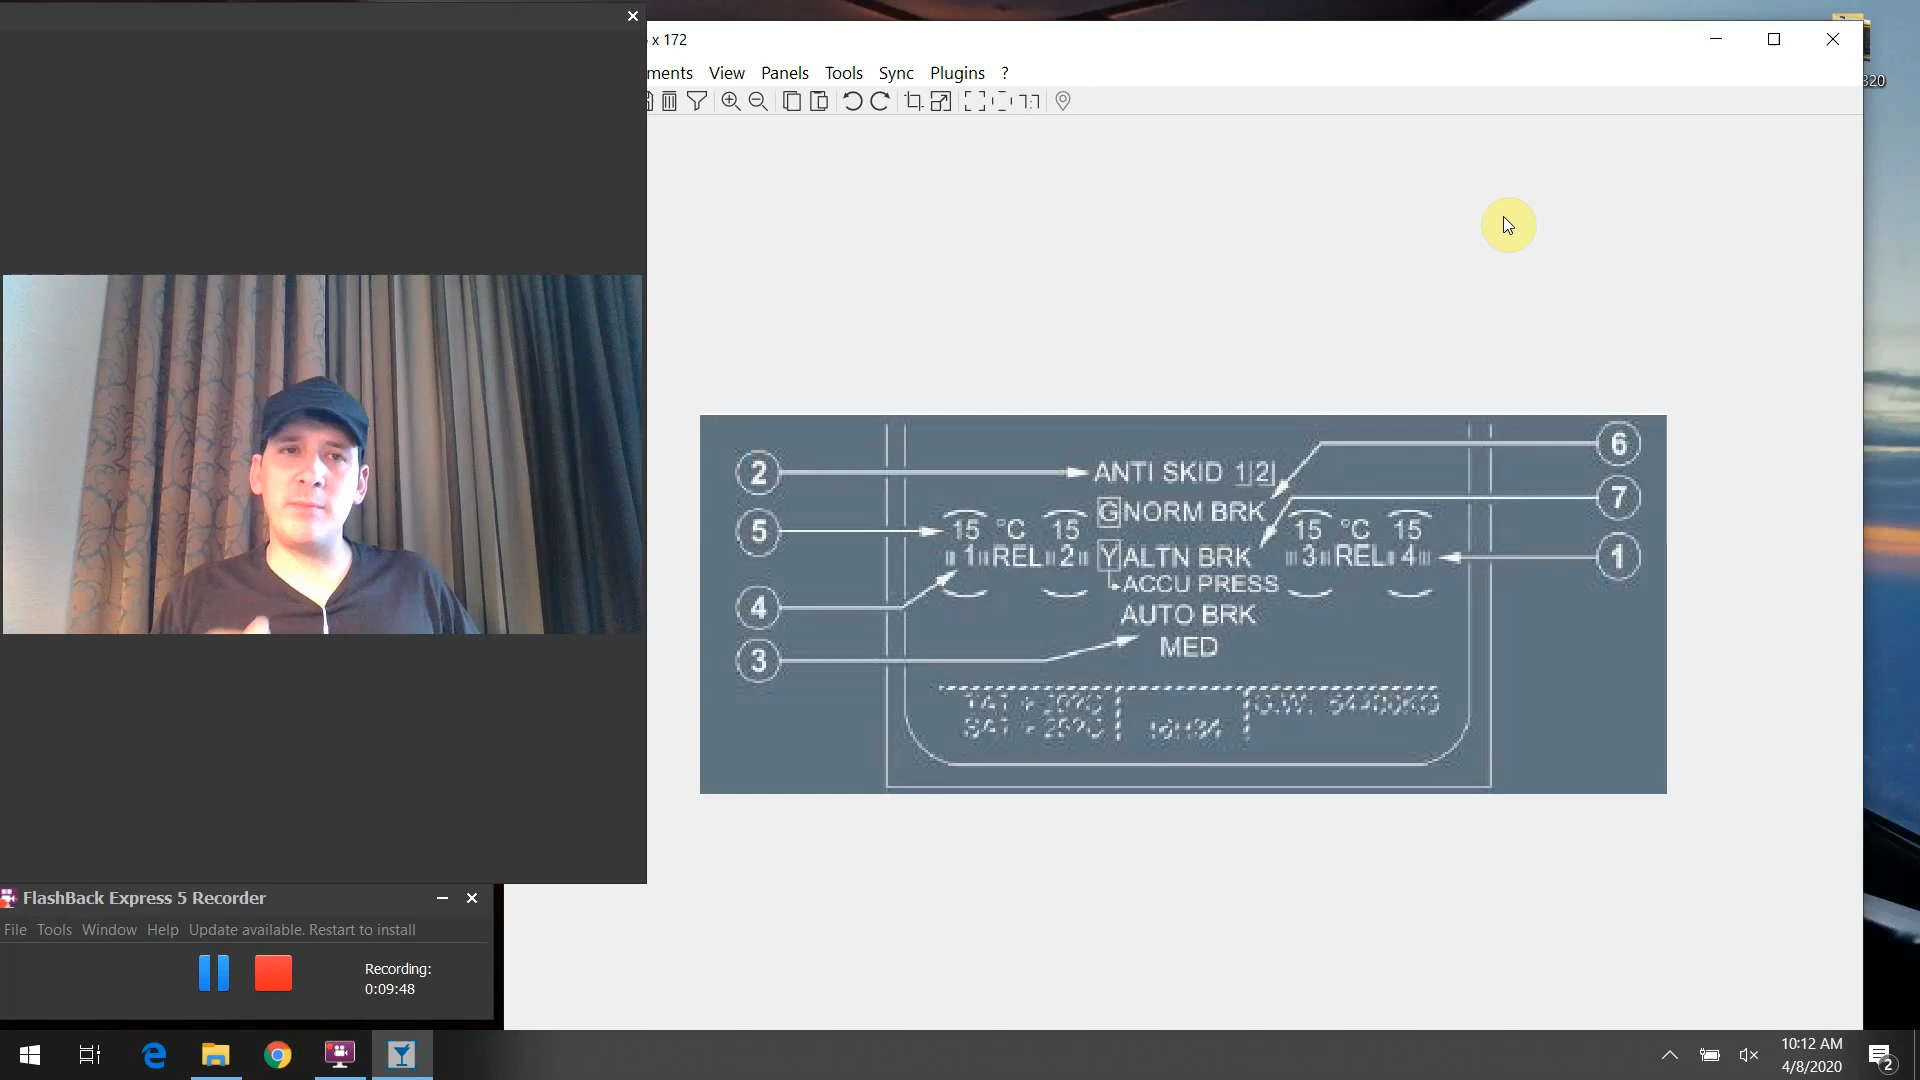 x 172
ments View Panels Tools Sync Plugins ?
320
2 ANTI SKID 1 2 6
G NORM BRK 7
5 15 °C 15 15 °C 15
1 REL 2 Y ALTN BRK 3 REL 4 1
ACCU PRESS
4 AUTO BRK
3 MED
FlashBack Express 5 Recorder
File Tools Window Help Update available. Restart to install
Recording:
0:09:48
10:12 AM
4/8/2020
2